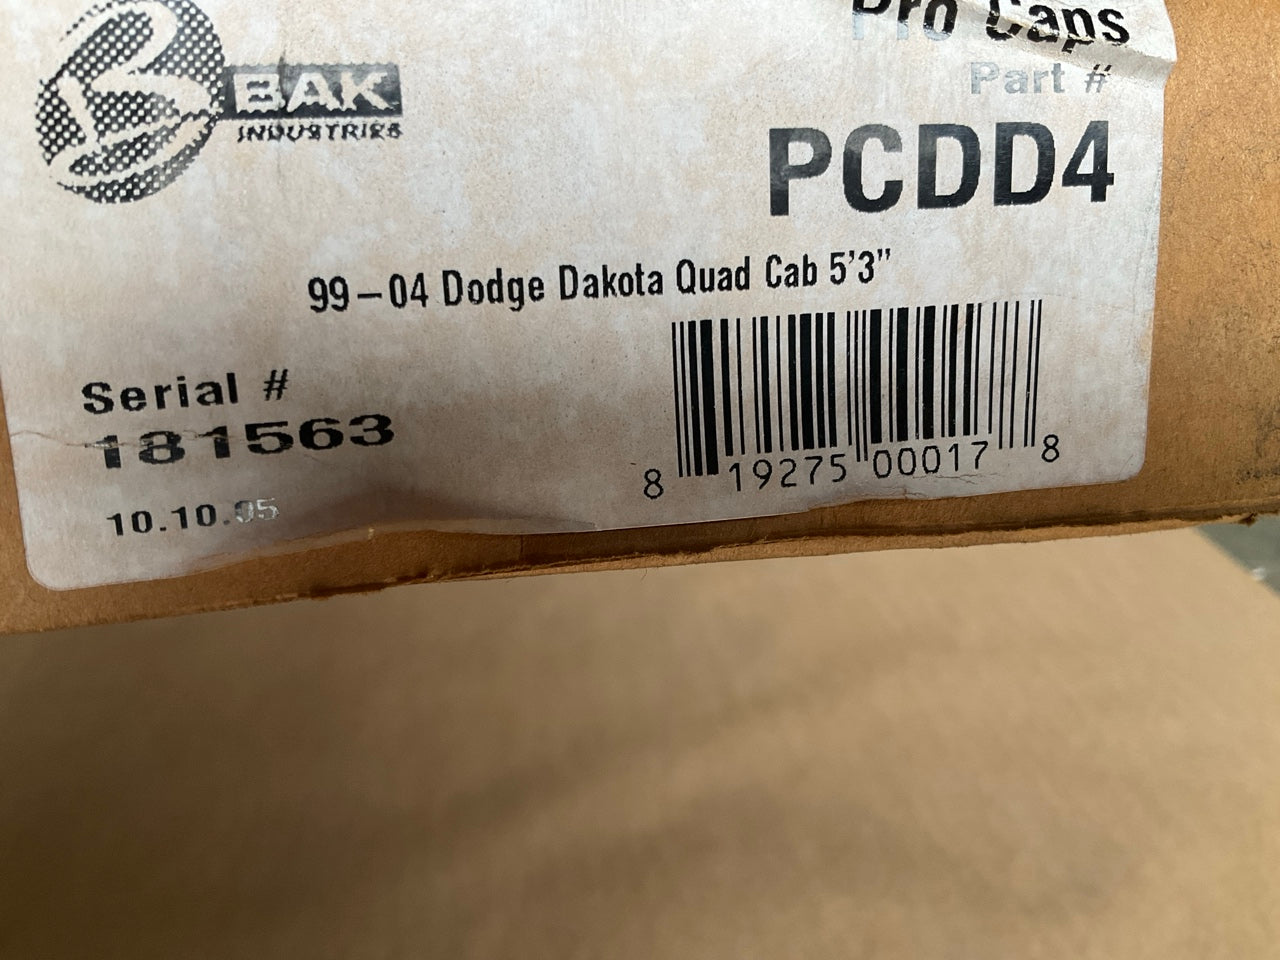 Pro Caps
BAK
INDUSTRIES
Part #
PCDD4
99-04 Dodge Dakota Quad Cab 5'3"
Serial #
181563
8 19275 00017 8
10.10.05